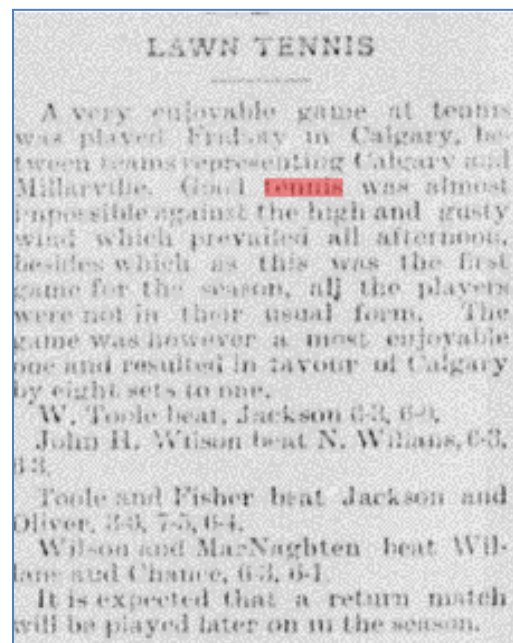 LAWN TENNIS
A very enjoyable game at tennis
was played Friday in Calgary, be-
tween teams representing Calgary and
Millarville. Good tennis was almost
impossible against the high and gusty
wind which prevailed all afternoon,
besides which as this was the first
game for the season, all the players
were not in their usual form. The
game was however a most enjoyable
one and resulted in favour of Calgary
by eight sets to one.
W. Toole beat, Jackson 6-3, 6-0.
John H. Wilson beat N. Willans, 6-3,
6-3.
Toole and Fisher beat Jackson and
Oliver, 3-6, 7-5, 6-4.
Wilson and MacNaghten beat Wil-
lans and Chance, 6-3, 6-1.
It is expected that a return match
will be played later on in the season.